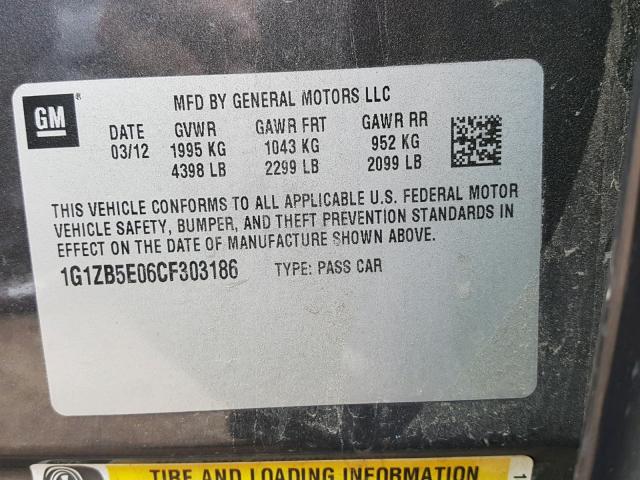 GM ® MFD BY GENERAL MOTORS LLC
DATE GVWR GAWR FRT GAWR RR
03/12 1995 KG 1043 KG 952 KG
4398 LB 2299 LB 2099 LB
THIS VEHICLE CONFORMS TO ALL APPLICABLE U.S. FEDERAL MOTOR
VEHICLE SAFETY, BUMPER, AND THEFT PREVENTION STANDARDS IN
EFFECT ON THE DATE OF MANUFACTURE SHOWN ABOVE.
1G1ZB5E06CF303186 TYPE: PASS CAR
TIRE AND LOADING INFORMATION